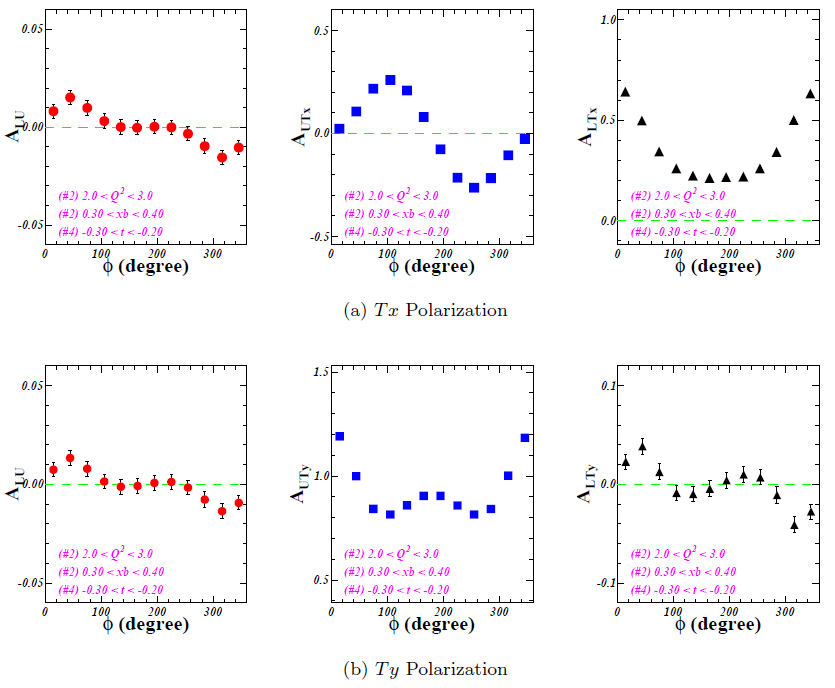 0.05
0.00
-0.05
A_LU
(#2) 2.0 < Q² < 3.0
(#2) 0.30 < xb < 0.40
(#4) -0.30 < t < -0.20
0 100 200 300
ϕ (degree)
0.5
0.0
-0.5
A_UTx
(#2) 2.0 < Q² < 3.0
(#2) 0.30 < xb < 0.40
(#4) -0.30 < t < -0.20
0 100 200 300
ϕ (degree)
1.0
0.5
0.0
A_LTx
(#2) 2.0 < Q² < 3.0
(#2) 0.30 < xb < 0.40
(#4) -0.30 < t < -0.20
0 100 200 300
ϕ (degree)
(a) Tx Polarization
0.05
0.00
-0.05
A_LU
(#2) 2.0 < Q² < 3.0
(#2) 0.30 < xb < 0.40
(#4) -0.30 < t < -0.20
0 100 200 300
ϕ (degree)
1.5
1.0
0.5
A_UTy
(#2) 2.0 < Q² < 3.0
(#2) 0.30 < xb < 0.40
(#4) -0.30 < t < -0.20
0 100 200 300
ϕ (degree)
0.1
0.0
-0.1
A_LTy
(#2) 2.0 < Q² < 3.0
(#2) 0.30 < xb < 0.40
(#4) -0.30 < t < -0.20
0 100 200 300
ϕ (degree)
(b) Ty Polarization